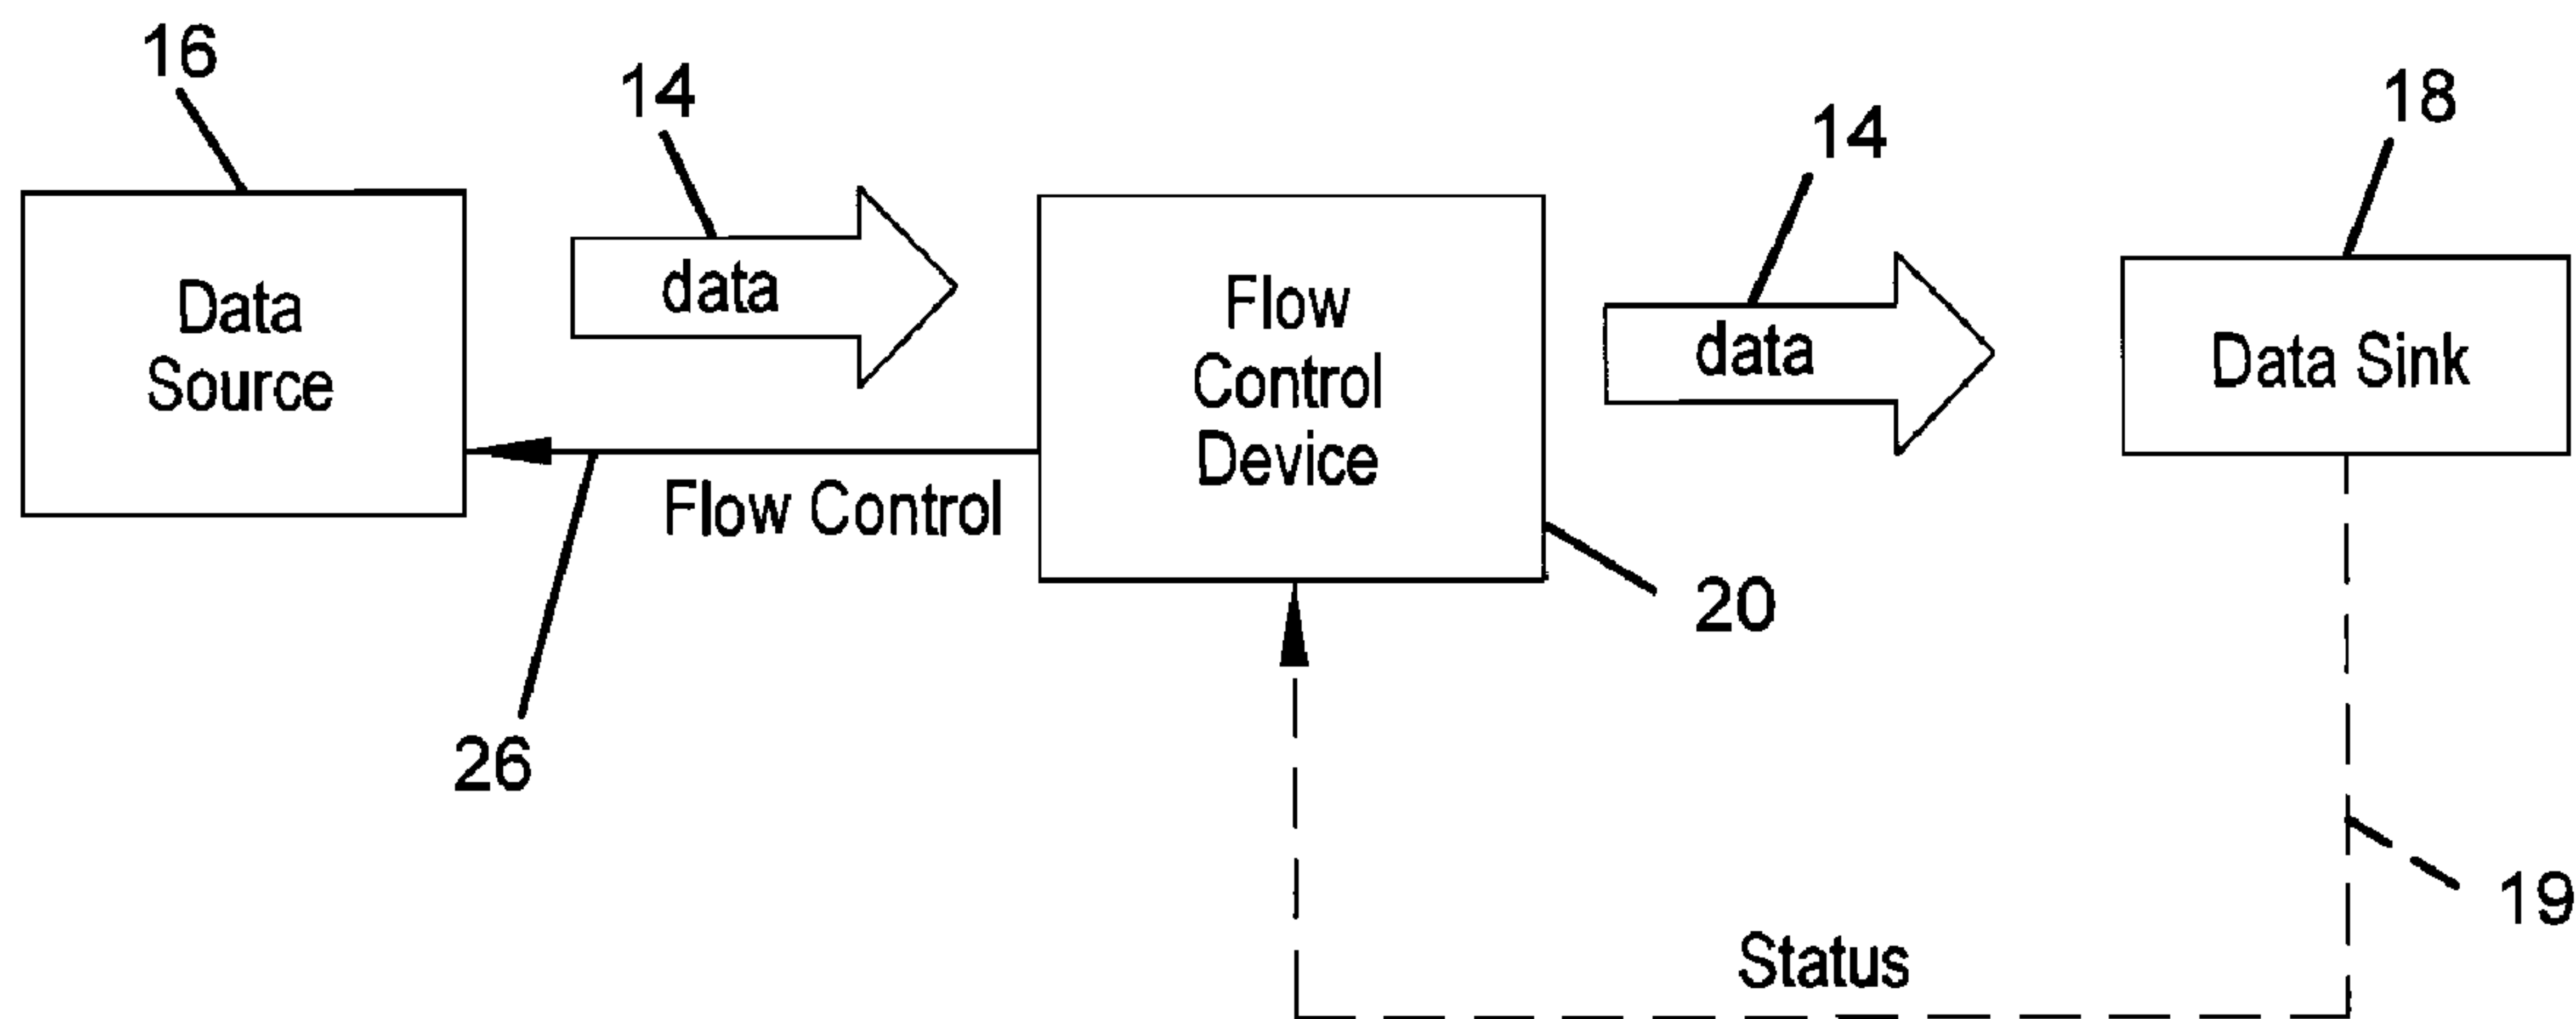 16
14
14
18
Data
Source
data
Flow
Control
Device
data
Data Sink
Flow Control
20
26
19
Status